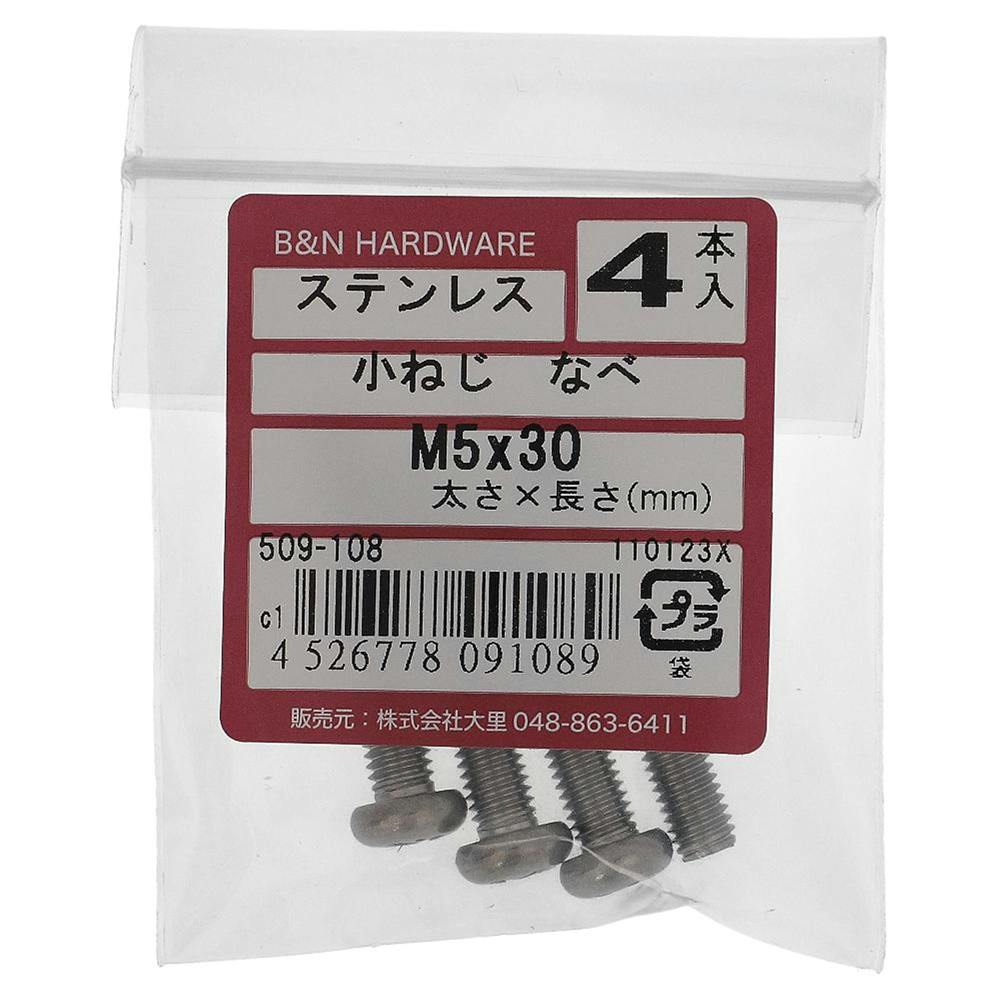 B&N HARDWARE
ステンレス
4本入
小ねじ なべ
M5x30
太さ×長さ(mm)
509-108 110123X
c1
プラ
袋
4 526778 091089
販売元：株式会社大里 048-863-6411